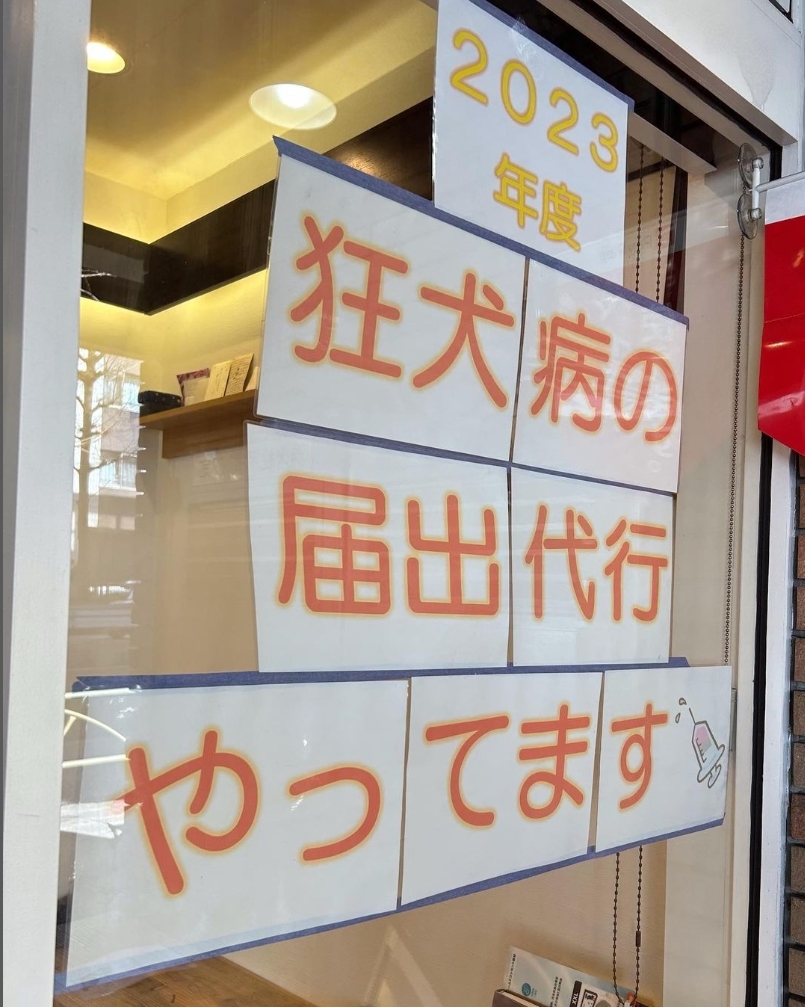 2023
年度
狂犬病の
届出代行
やってます